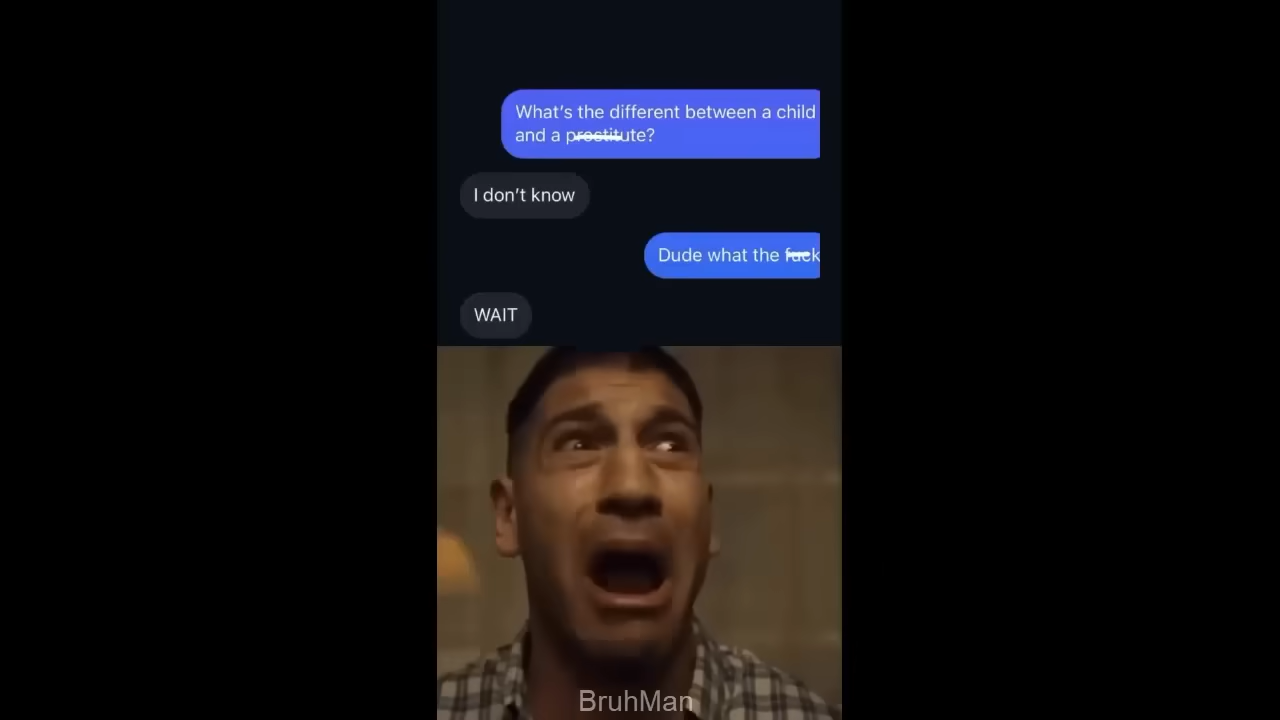 What's the different between a child
and a prostitute?
I don't know
Dude what the fuck
WAIT
BruhMan